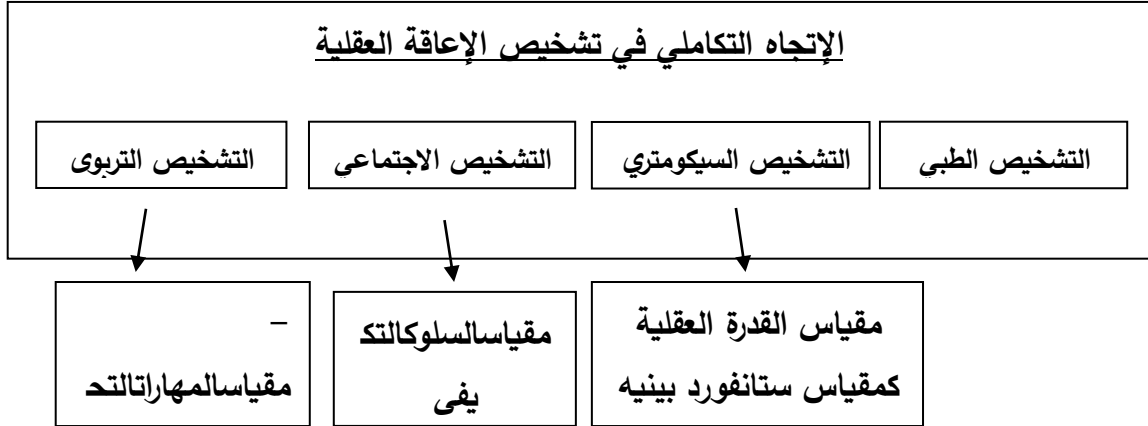 الإتجاه التكاملي في تشخيص الإعاقة العقلية
التشخيص الطبي
التشخيص السيكومتري
التشخيص الاجتماعي
التشخيص التربوى
مقياس القدرة العقلية
كمقياس ستانفورد بينيه
مقياسالسلوكالتك
يفى
–
مقياسالمهاراتالتح